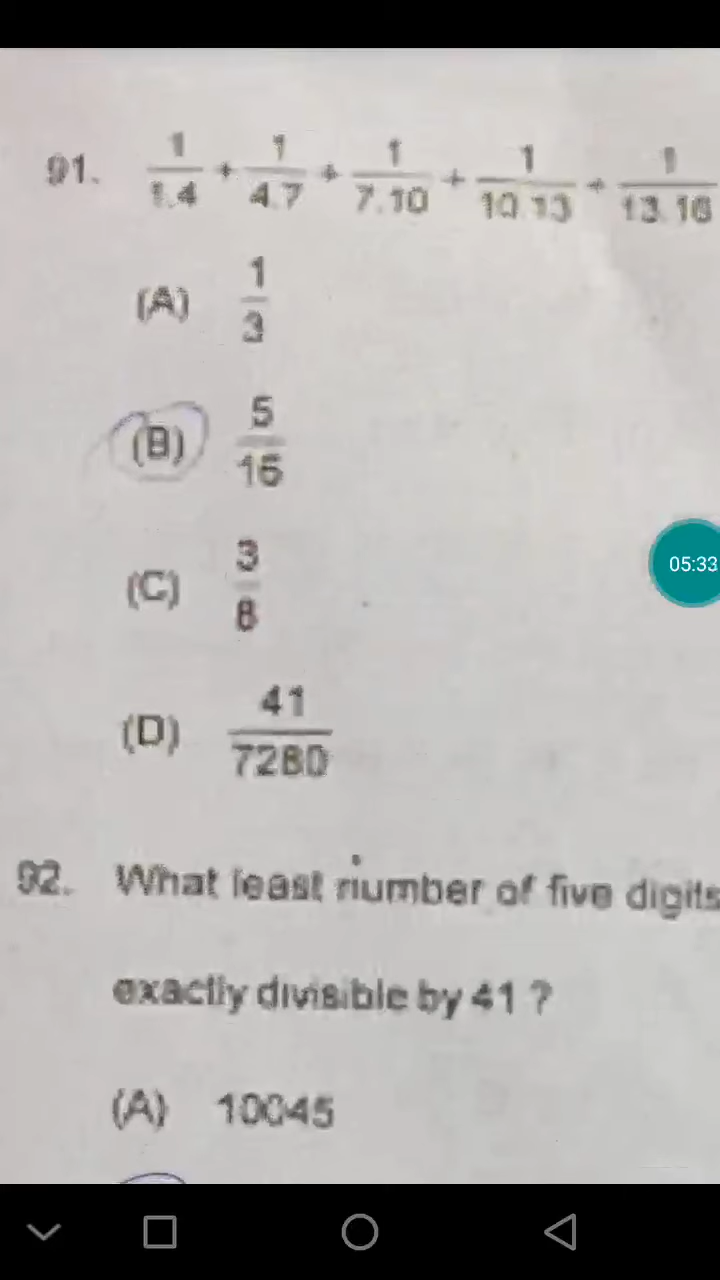 91. 1/1.4 + 1/4.7 + 1/7.10 + 1/10.13 + 1/13.16
(A) 1/3
(B) 5/16
(C) 3/8
05:33
(D) 41/7280
92. What least number of five digits
exactly divisible by 41 ?
(A) 10045